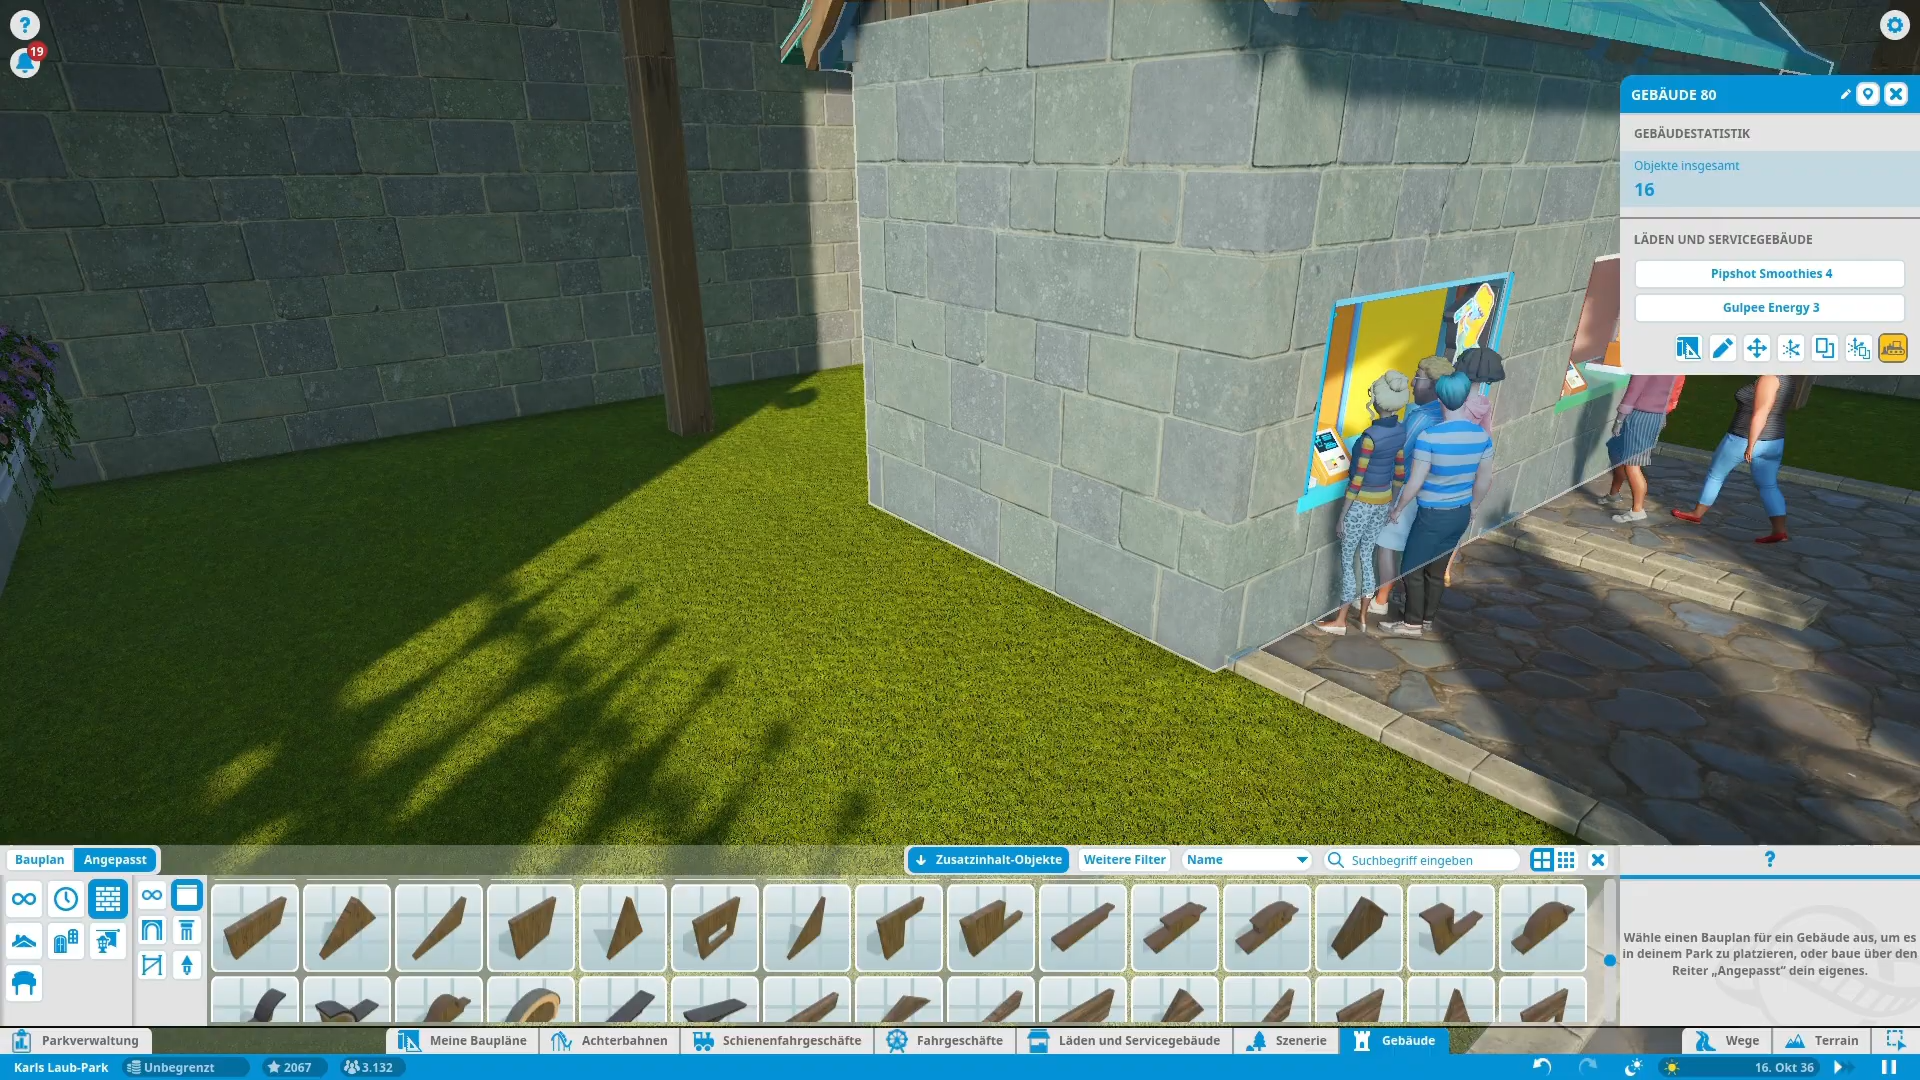 ?
19
GEBÄUDE 80
GEBÄUDESTATISTIK
Objekte insgesamt
16
LÄDEN UND SERVICEGEBÄUDE
Pipshot Smoothies 4
Gulpee Energy 3
Bauplan
Angepasst
Zusatzinhalt-Objekte
Weitere Filter
Name
Suchbegriff eingeben
?
Wähle einen Bauplan für ein Gebäude aus, um es
in deinem Park zu platzieren, oder baue über den
Reiter „Angepasst“ dein eigenes.
Parkverwaltung
Meine Baupläne
Achterbahnen
Schienenfahrgeschäfte
Fahrgeschäfte
Läden und Servicegebäude
Szenerie
Gebäude
Wege
Terrain
Karls Laub-Park
Unbegrenzt
2067
3.132
16. Okt 36